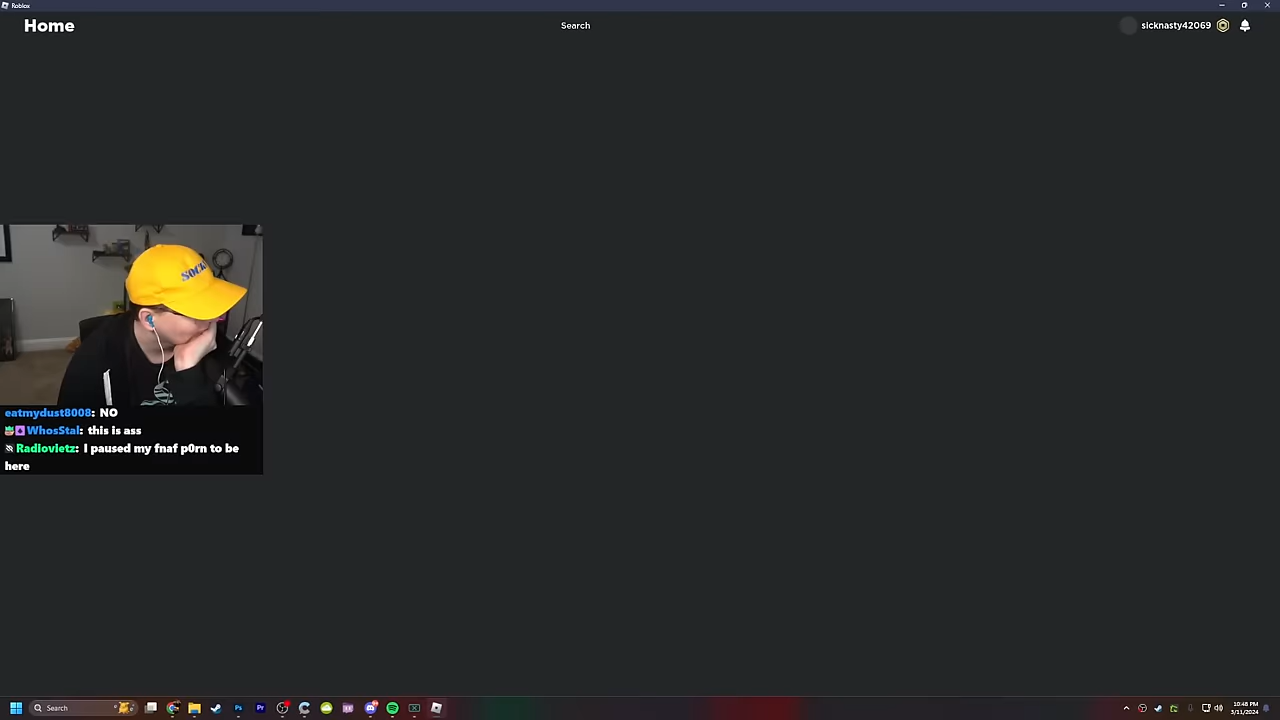 Roblox
Home
Search
sicknasty42069
SOCK
eatmydust8008: NO
WhosStal: this is ass
Radiovietz: I paused my fnaf p0rn to be
here
Search
10:48 PM
3/11/2024